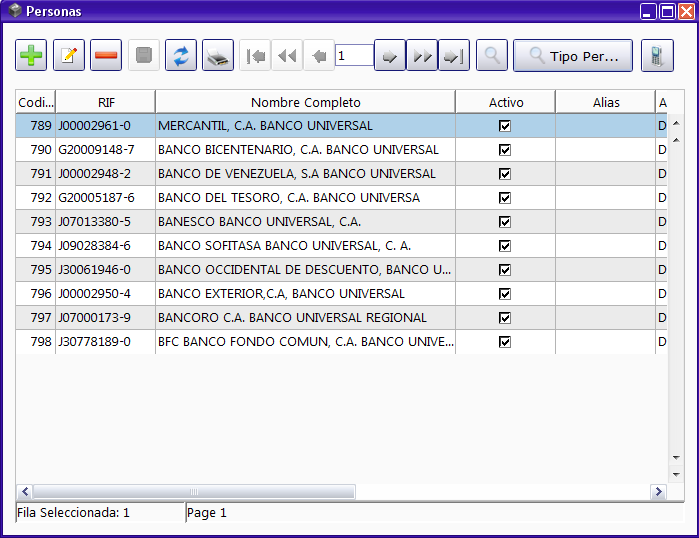 Personas
1
Tipo Per...
Codi... RIF Nombre Completo Activo Alias A
789 J00002961-0 MERCANTIL, C.A. BANCO UNIVERSAL D
790 G20009148-7 BANCO BICENTENARIO, C.A. BANCO UNIVERSAL D
791 J00002948-2 BANCO DE VENEZUELA, S.A BANCO UNIVERSAL D
792 G20005187-6 BANCO DEL TESORO, C.A. BANCO UNIVERSA D
793 J07013380-5 BANESCO BANCO UNIVERSAL, C.A. D
794 J09028384-6 BANCO SOFITASA BANCO UNIVERSAL, C. A. D
795 J30061946-0 BANCO OCCIDENTAL DE DESCUENTO, BANCO U... D
796 J00002950-4 BANCO EXTERIOR,C.A, BANCO UNIVERSAL D
797 J07000173-9 BANCORO C.A. BANCO UNIVERSAL REGIONAL D
798 J30778189-0 BFC BANCO FONDO COMUN, C.A. BANCO UNIVE... D
Fila Seleccionada: 1 Page 1